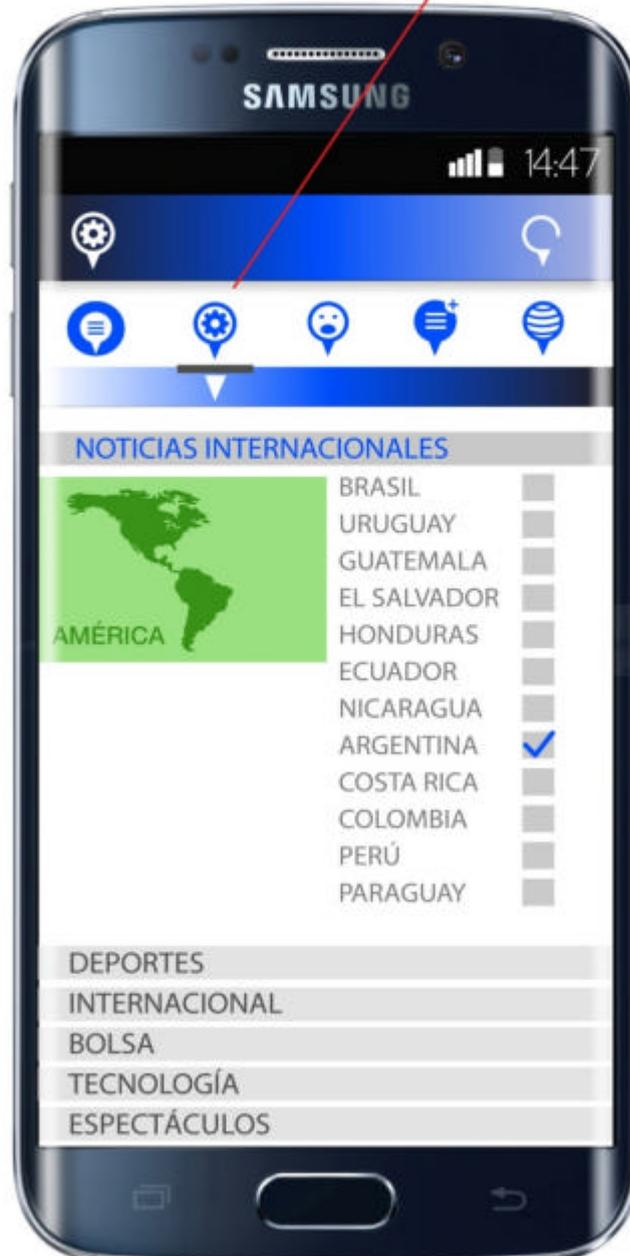 SAMSUNG
14:47
NOTICIAS INTERNACIONALES
AMÉRICA
BRASIL
URUGUAY
GUATEMALA
EL SALVADOR
HONDURAS
ECUADOR
NICARAGUA
ARGENTINA
COSTA RICA
COLOMBIA
PERÚ
PARAGUAY
DEPORTES
INTERNACIONAL
BOLSA
TECNOLOGÍA
ESPECTÁCULOS